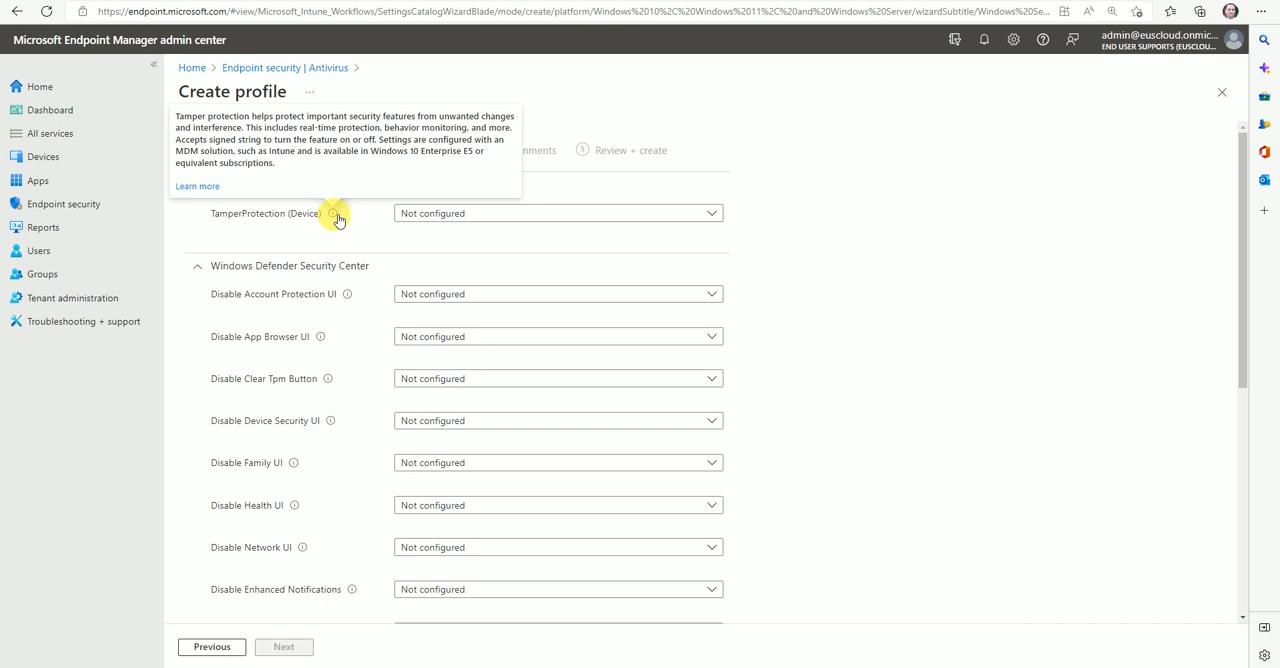 https://endpoint.microsoft.com/#view/Microsoft_Intune_Workflows/SettingsCatalogWizardBlade/mode/create/platform/Windows%2010%2C%20Windows%2011%2C%20and%20Windows%20Server/wizardSubtitle/Windows%20Se...
Microsoft Endpoint Manager admin center
admin@euscloud.onmic...
END USER SUPPORTS (EUSCLOUD...
Home
Dashboard
All services
Devices
Apps
Endpoint security
Reports
Users
Groups
Tenant administration
Troubleshooting + support
Home > Endpoint security | Antivirus >
Create profile ...
Tamper protection helps protect important security features from unwanted changes
and interference. This includes real-time protection, behavior monitoring, and more.
Accepts signed string to turn the feature on or off. Settings are configured with an
MDM solution, such as Intune and is available in Windows 10 Enterprise E5 or
equivalent subscriptions.
Learn more
nments 5 Review + create
TamperProtection (Device) Not configured
Windows Defender Security Center
Disable Account Protection UI Not configured
Disable App Browser UI Not configured
Disable Clear Tpm Button Not configured
Disable Device Security UI Not configured
Disable Family UI Not configured
Disable Health UI Not configured
Disable Network UI Not configured
Disable Enhanced Notifications Not configured
Previous Next